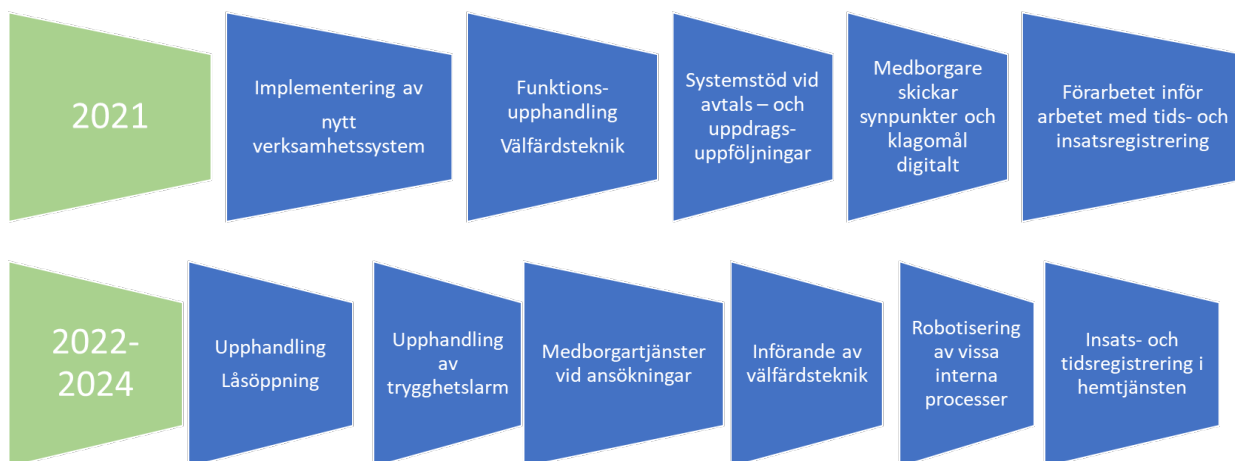 2021
Implementering av
nytt
verksamhetssystem
Funktions-
upphandling
Välfärdsteknik
Systemstöd vid
avtals – och
uppdrags-
uppföljningar
Medborgare
skickar
synpunkter och
klagomål
digitalt
Förarbetet inför
arbetet med tids- och
insatsregistrering
2022-
2024
Upphandling
Låsöppning
Upphandling
av
trygghetslarm
Medborgartjänster
vid ansökningar
Införande av
välfärdsteknik
Robotisering
av vissa
interna
processer
Insats- och
tidsregistrering i
hemtjänsten